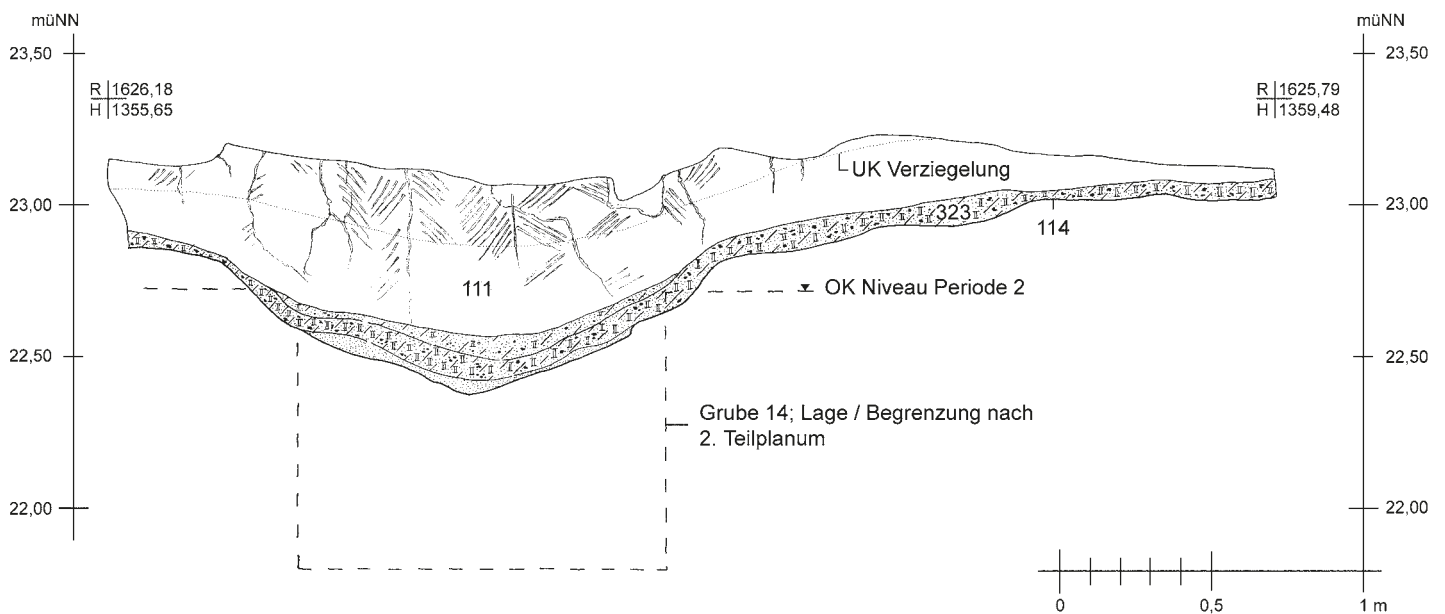 müNN
müNN
23,50
23,50
R 1626,18
H 1355,65
R 1625,79
H 1359,48
UK Verziegelung
23,00
323
23,00
114
111
OK Niveau Periode 2
22,50
22,50
Grube 14; Lage / Begrenzung nach
2. Teilplanum
22,00
22,00
0 0,5 1 m